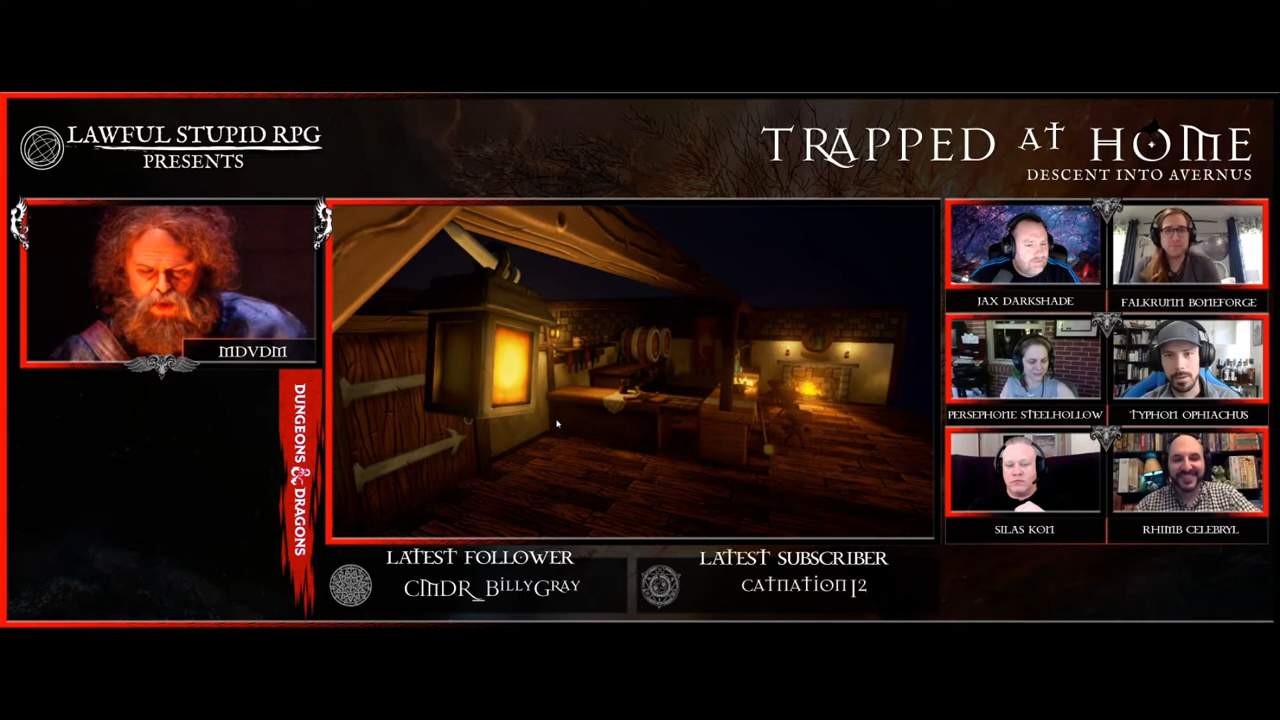 LAWFUL STUPID RPG
PRESENTS
TRAPPED AT HOME
DESCENT INTO AVERNUS
MDVDM
JAX DARKSHADE
FALKRUNN BONEFORGE
PERSEPHONE STEELHOLLOW
TYPHON OPHIACHUS
SILAS KON
RHIMB CELEBRYL
DUNGEONS & DRAGONS
LATEST FOLLOWER
CMDR_BILLYGRAY
LATEST SUBSCRIBER
CATNATION12